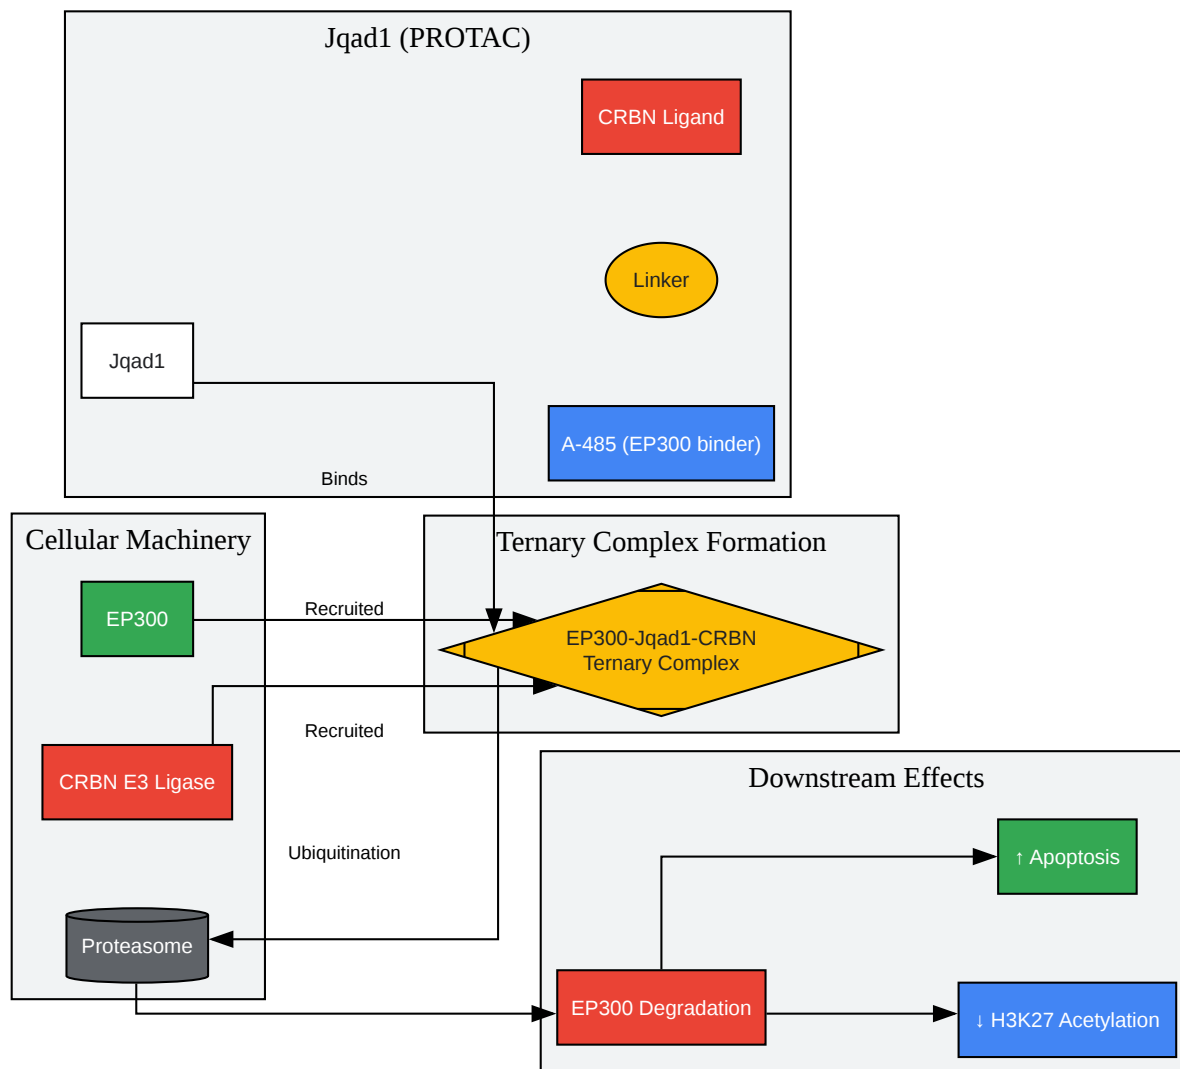 Jqad1 (PROTAC)
CRBN Ligand
Linker
Jqad1
A-485 (EP300 binder)
Binds
Cellular Machinery
EP300
Recruited
CRBN E3 Ligase
Recruited
Ubiquitination
Proteasome
Ternary Complex Formation
EP300-Jqad1-CRBN
Ternary Complex
Downstream Effects
↑ Apoptosis
EP300 Degradation
↓ H3K27 Acetylation